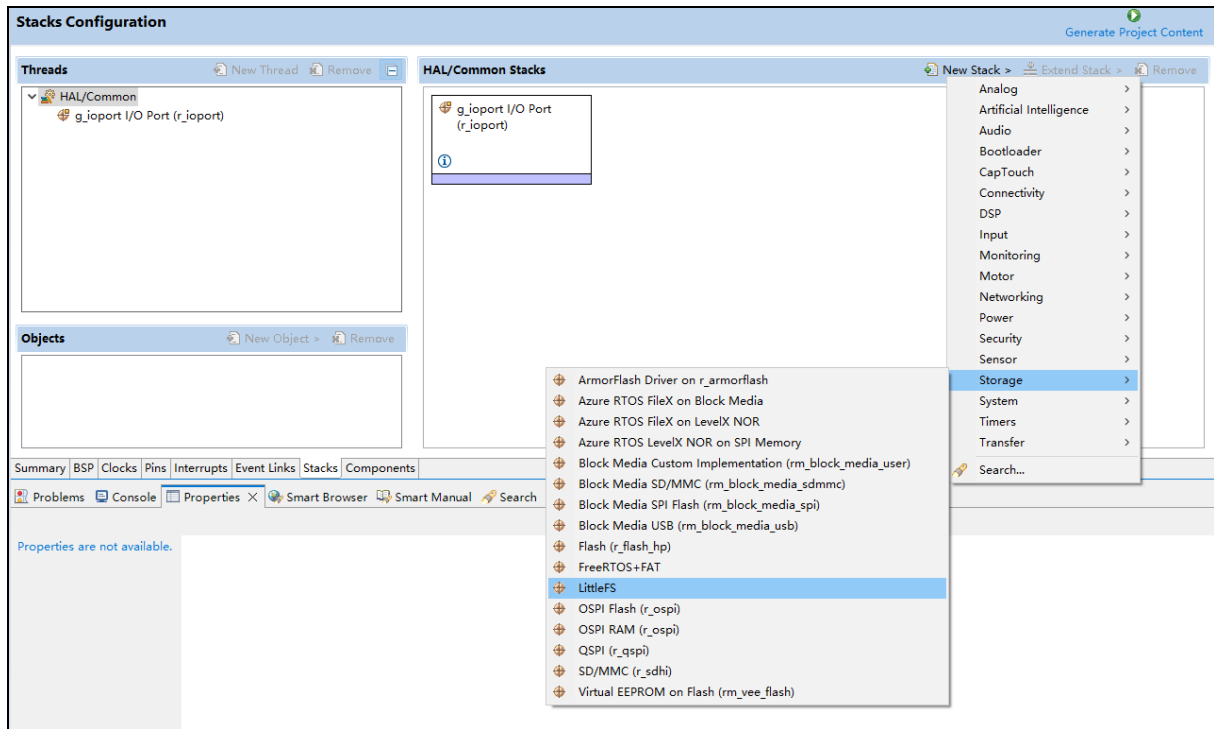 Stacks Configuration
Generate Project Content
Threads
New Thread
Remove
HAL/Common
g_ioport I/O Port (r_ioport)
HAL/Common Stacks
New Stack >
Extend Stack >
Remove
g_ioport I/O Port
(r_ioport)
Analog
Artificial Intelligence
Audio
Bootloader
CapTouch
Connectivity
DSP
Input
Monitoring
Motor
Networking
Power
Security
Sensor
Storage
System
Timers
Transfer
Search...
Objects
New Object >
Remove
ArmorFlash Driver on r_armorflash
Azure RTOS FileX on Block Media
Azure RTOS FileX on LevelX NOR
Azure RTOS LevelX NOR on SPI Memory
Block Media Custom Implementation (rm_block_media_user)
Block Media SD/MMC (rm_block_media_sdmmc)
Block Media SPI Flash (rm_block_media_spi)
Block Media USB (rm_block_media_usb)
Flash (r_flash_hp)
FreeRTOS+FAT
LittleFS
OSPI Flash (r_ospi)
OSPI RAM (r_ospi)
QSPI (r_qspi)
SD/MMC (r_sdhi)
Virtual EEPROM on Flash (rm_vee_flash)
Summary BSP Clocks Pins Interrupts Event Links Stacks Components
Problems Console Properties Smart Browser Smart Manual Search
Properties are not available.